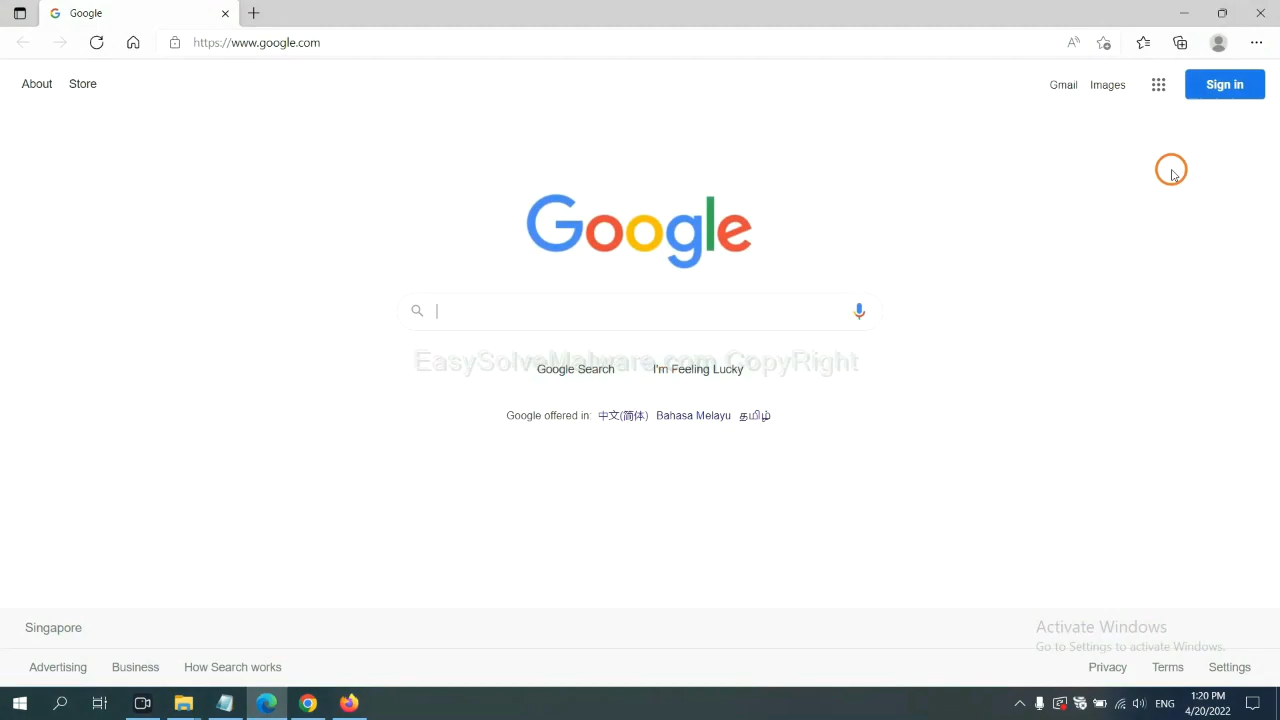 Google
https://www.google.com
About Store
Gmail Images Sign in
Google
EasySolveMalware.com CopyRight
Google Search I'm Feeling Lucky
Google offered in: 中文(简体) Bahasa Melayu தமிழ்
Singapore
Activate Windows
Go to Settings to activate Windows.
Advertising Business How Search works
Privacy Terms Settings
ENG
1:20 PM
4/20/2022